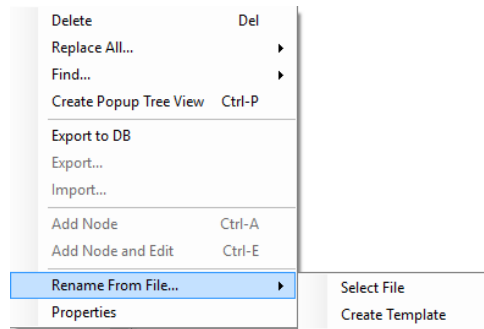 Delete Del
Replace All...
Find...
Create Popup Tree View Ctrl-P
Export to DB
Export...
Import...
Add Node Ctrl-A
Add Node and Edit Ctrl-E
Rename From File... Select File
Properties Create Template